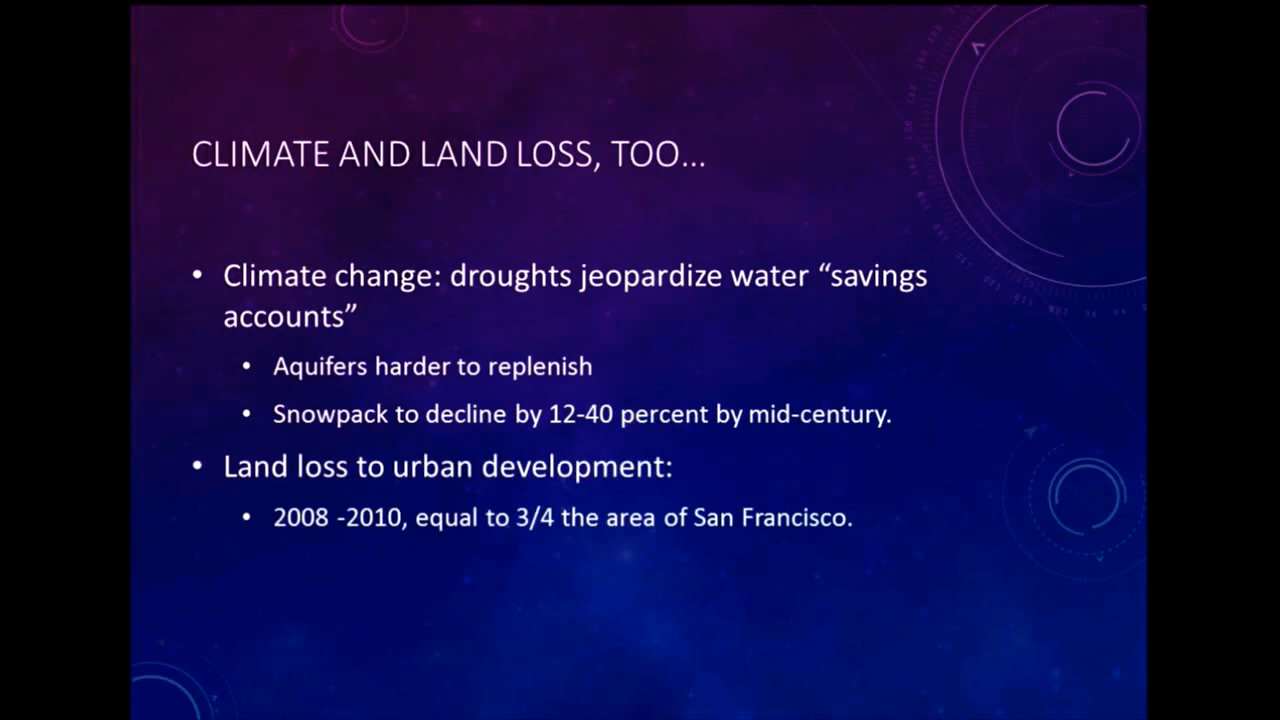 CLIMATE AND LAND LOSS, TOO...
• Climate change: droughts jeopardize water “savings
accounts”
• Aquifers harder to replenish
• Snowpack to decline by 12-40 percent by mid-century.
• Land loss to urban development:
• 2008 -2010, equal to 3/4 the area of San Francisco.